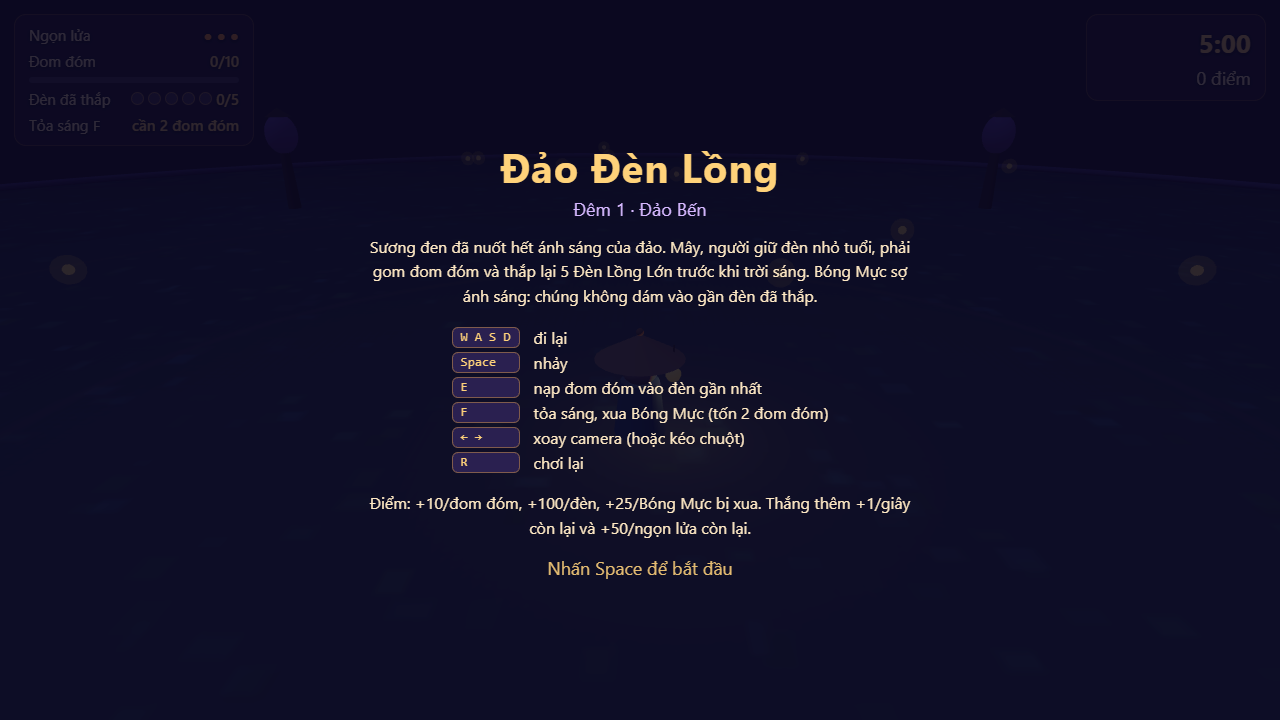 Ngọn lửa
Đom đóm 0/10
Đèn đã thắp 0/5
Tỏa sáng F cần 2 đom đóm
5:00
0 điểm
Đảo Đèn Lồng
Đêm 1 · Đảo Bến
Sương đen đã nuốt hết ánh sáng của đảo. Mây, người giữ đèn nhỏ tuổi, phải
gom đom đóm và thắp lại 5 Đèn Lồng Lớn trước khi trời sáng. Bóng Mực sợ
ánh sáng: chúng không dám vào gần đèn đã thắp.
W A S D đi lại
Space nhảy
E nạp đom đóm vào đèn gần nhất
F tỏa sáng, xua Bóng Mực (tốn 2 đom đóm)
← → xoay camera (hoặc kéo chuột)
R chơi lại
Điểm: +10/đom đóm, +100/đèn, +25/Bóng Mực bị xua. Thắng thêm +1/giây
còn lại và +50/ngọn lửa còn lại.
Nhấn Space để bắt đầu